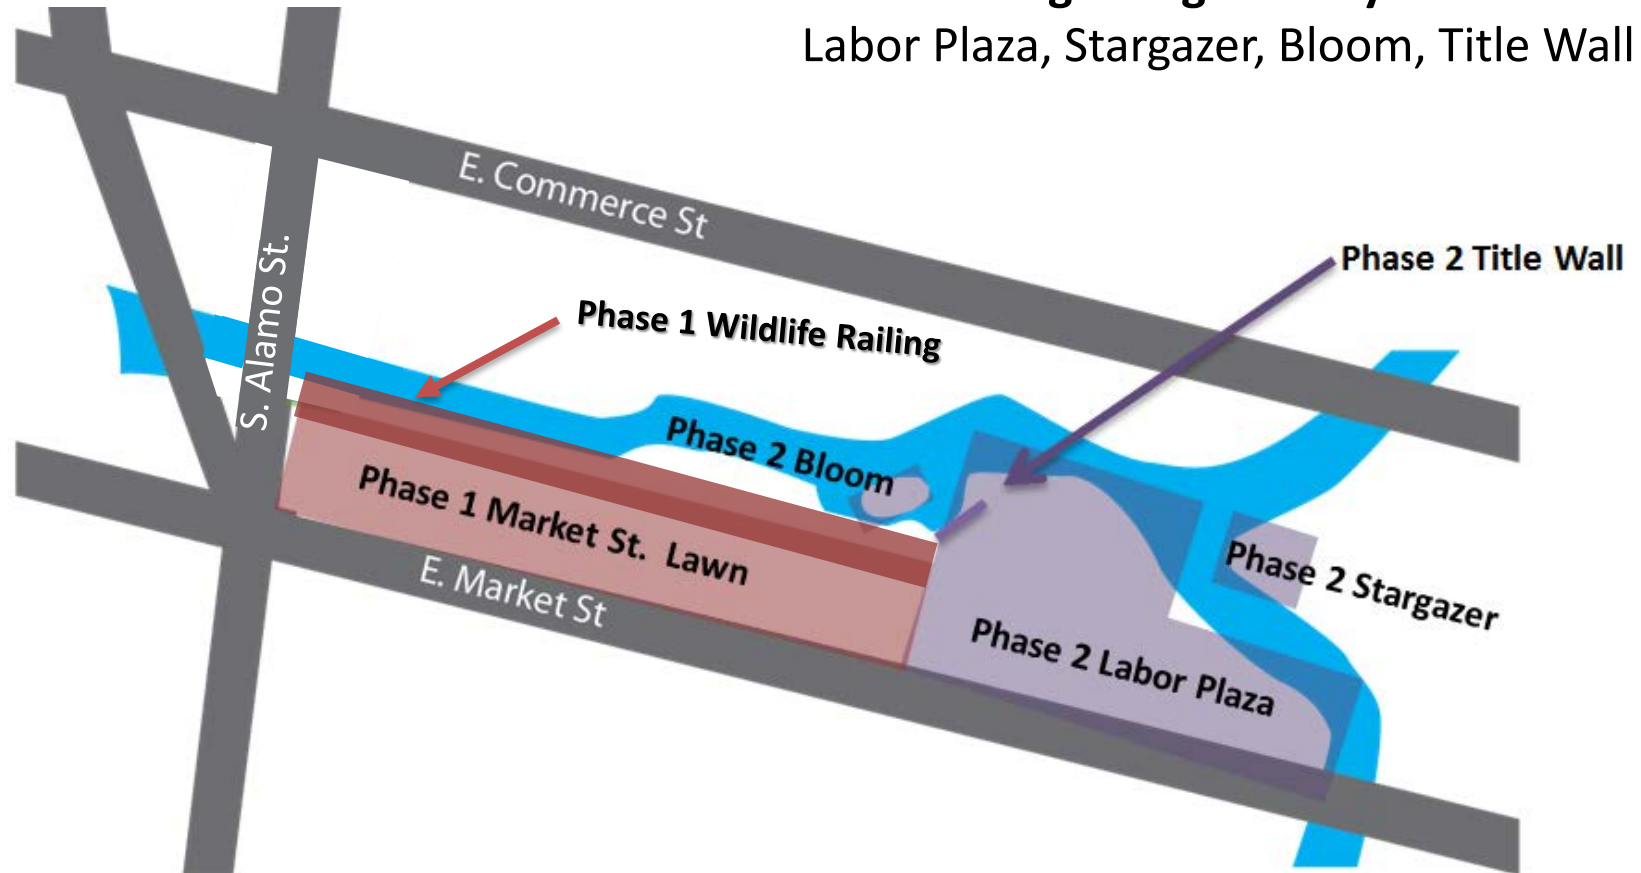 Labor Plaza, Stargazer, Bloom, Title Wall
E. Commerce St
S. Alamo St.
Phase 2 Title Wall
Phase 1 Wildlife Railing
Phase 2 Bloom
Phase 1 Market St. Lawn
Phase 2 Stargazer
E. Market St
Phase 2 Labor Plaza